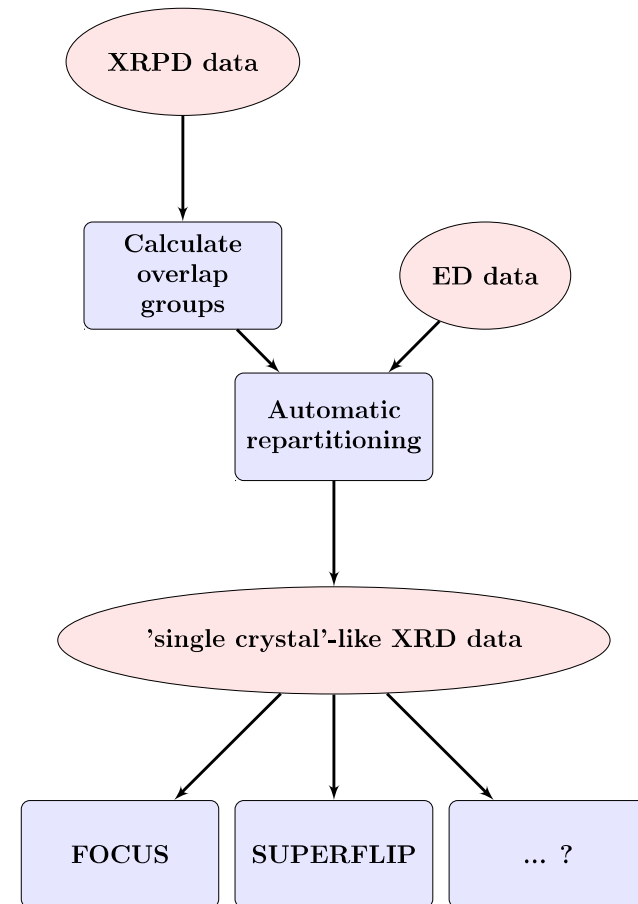 XRPD data
Calculate
overlap
groups
ED data
Automatic
repartitioning
'single crystal'-like XRD data
FOCUS
SUPERFLIP
... ?